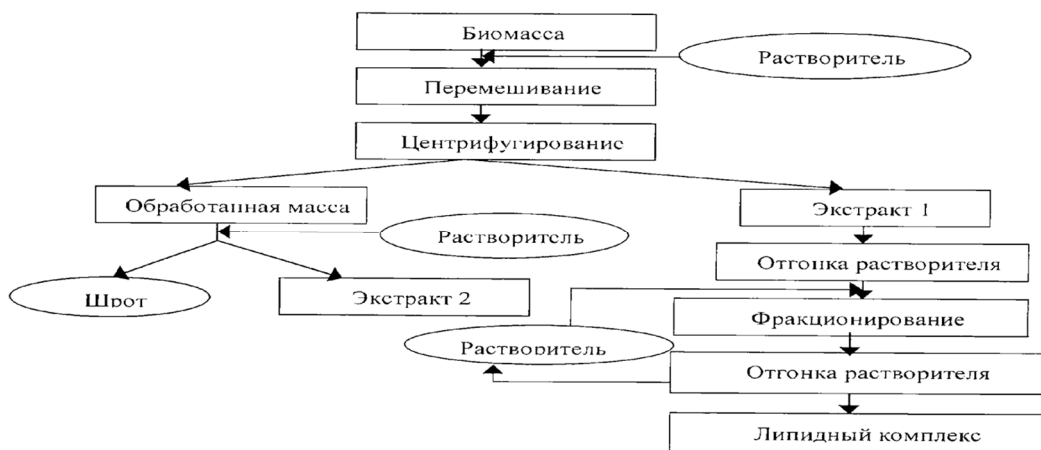 Биомасса
Растворитель
Перемешивание
Центрифугирование
Обработанная масса
Экстракт 1
Растворитель
Отгонка растворителя
Шрот
Экстракт 2
Фракционирование
Растворитель
Отгонка растворителя
Липидный комплекс